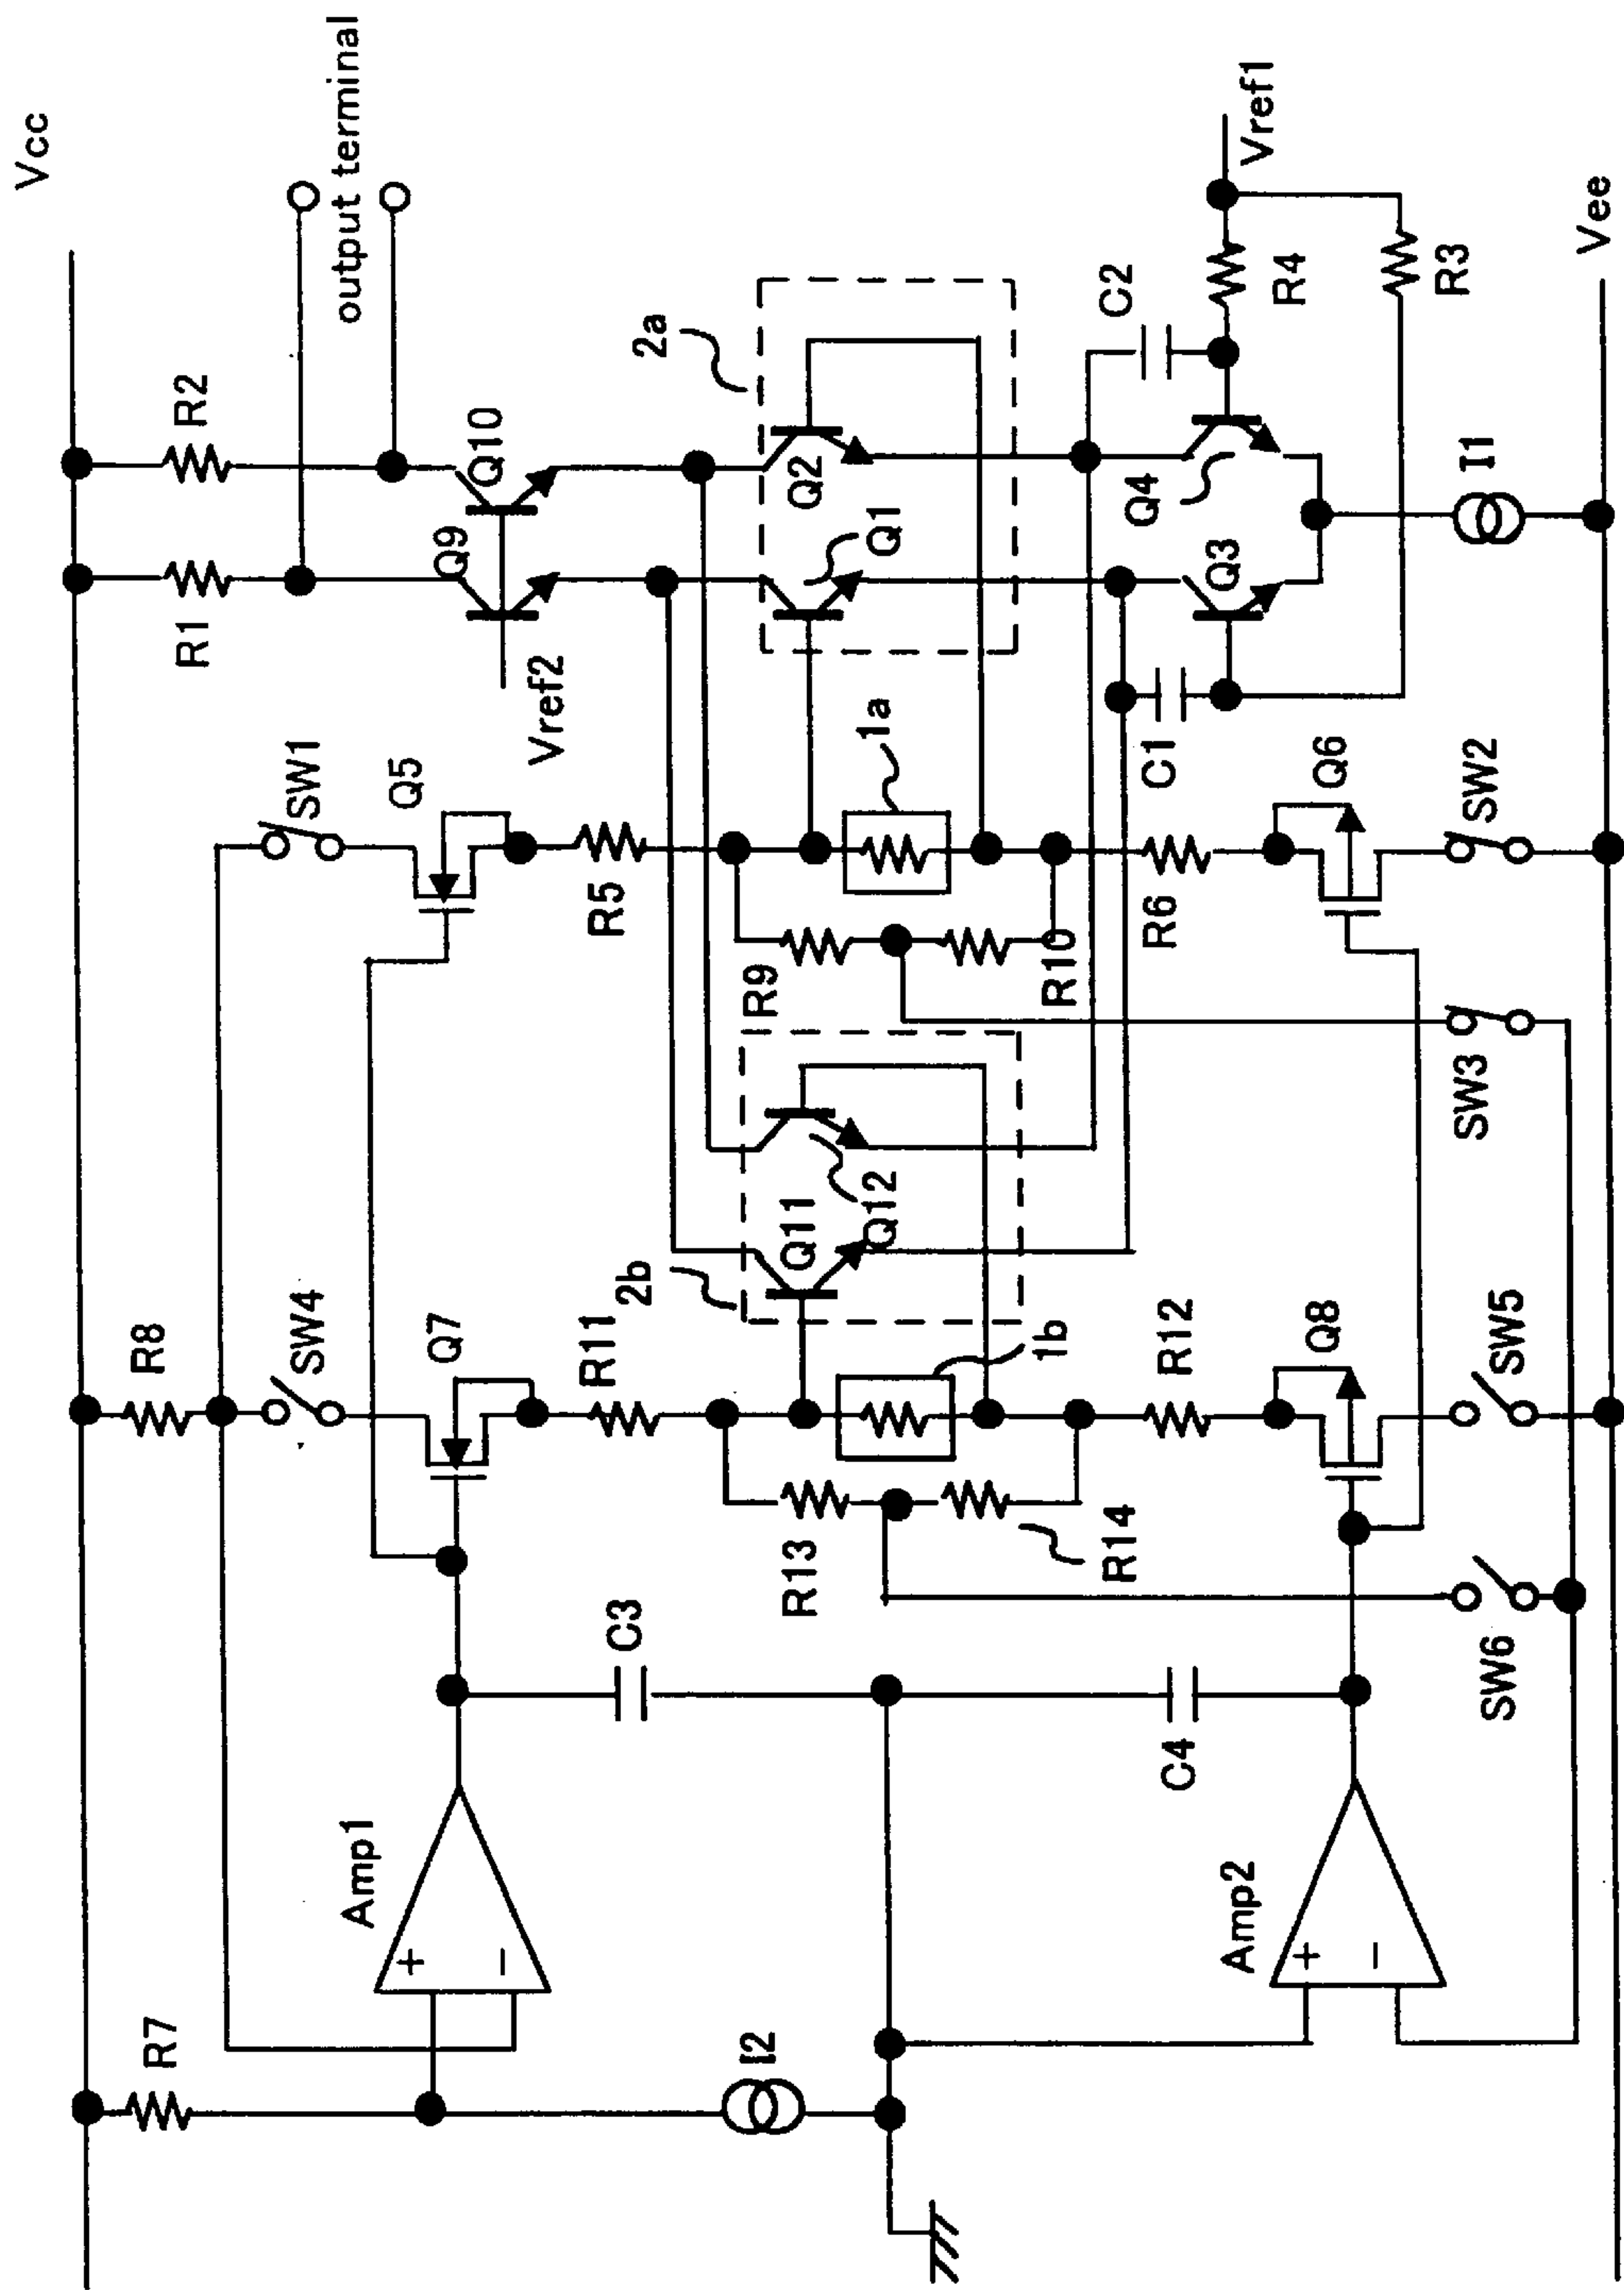 Vcc
output terminal
R1
R2
R8
R7
SW1
SW4
Q5
Q7
Q9
Q10
Vref2
Amp1
+
−
R5
R11
C3
2a
2b
Q1
Q2
Q11
Q12
1a
1b
R9
R10
R13
R14
I2
C1
C2
Vref1
R4
R3
Q3
Q4
R6
R12
C4
Q6
Q8
Amp2
+
−
I1
SW2
SW3
SW5
SW6
Vee